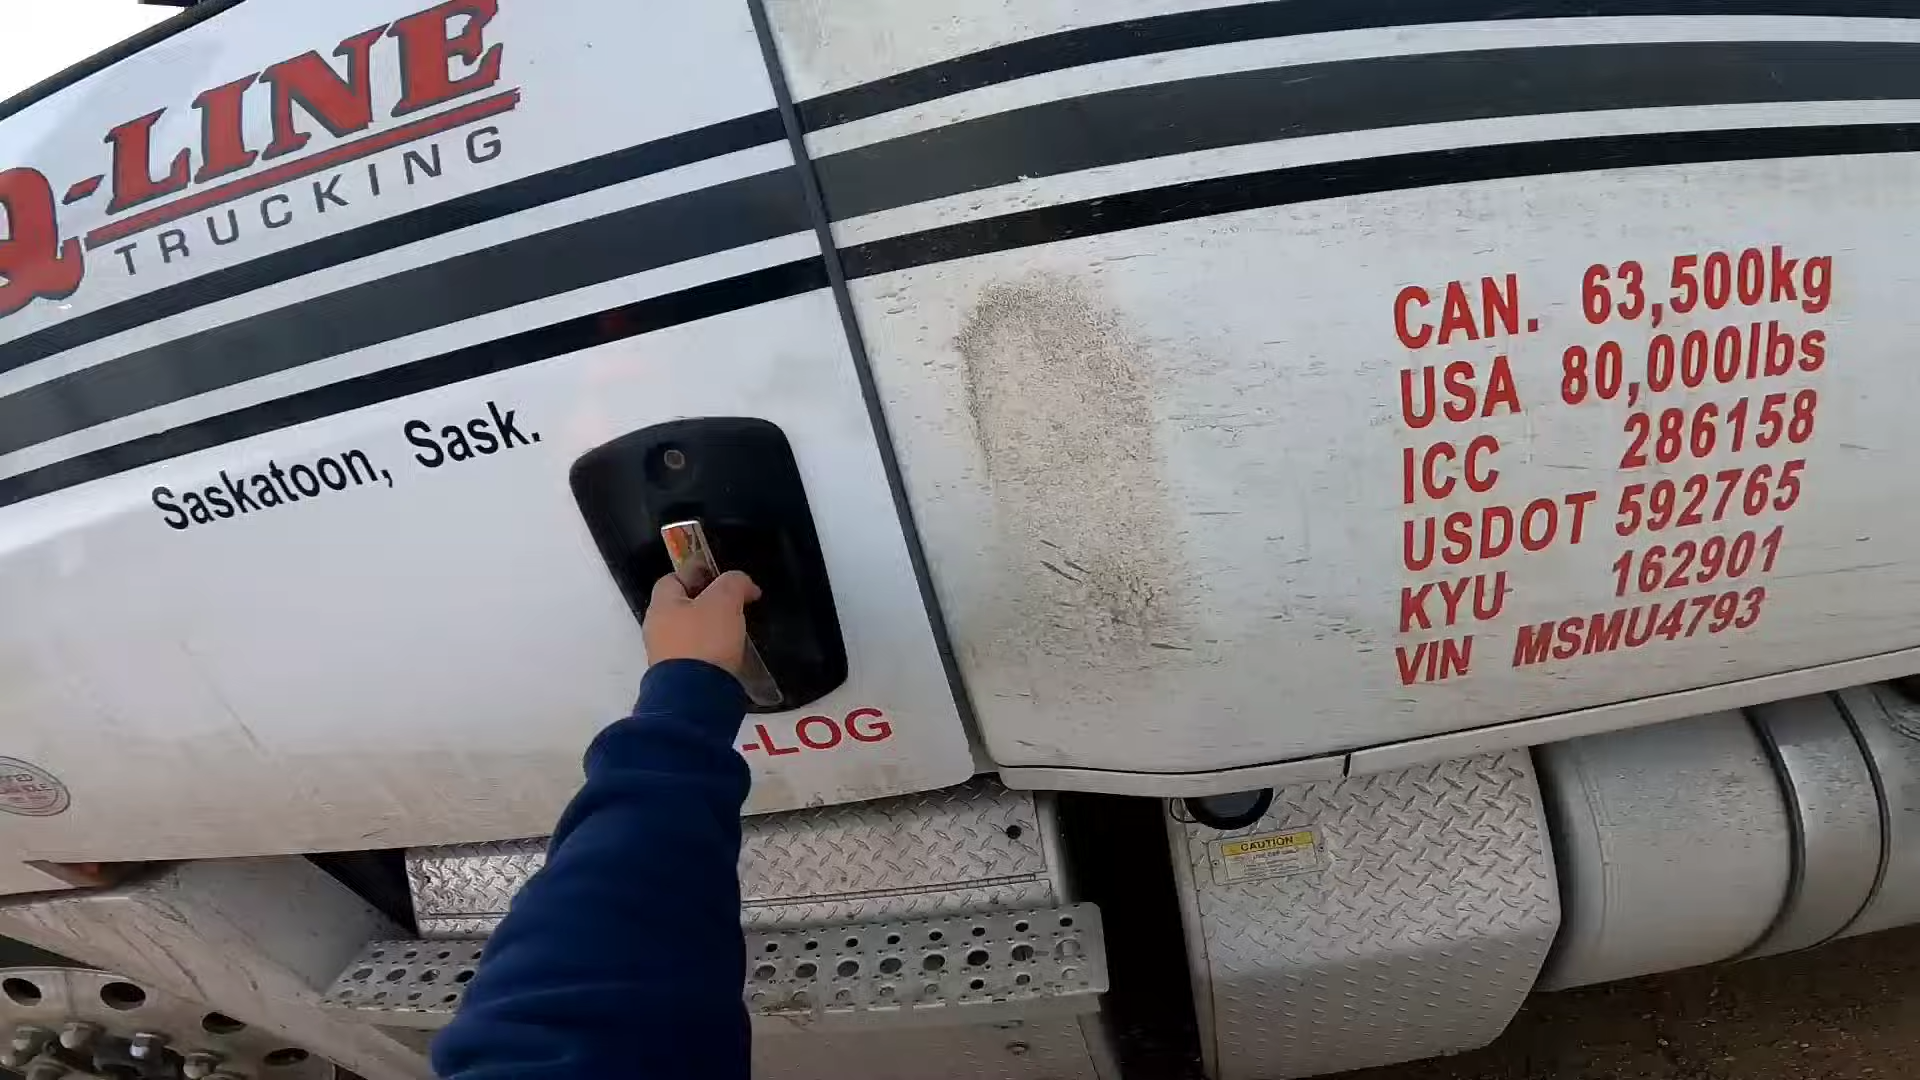 Q-LINE
TRUCKING
Saskatoon, Sask.
-LOG
CAN. 63,500kg
USA 80,000lbs
ICC 286158
USDOT 592765
KYU 162901
VIN MSMU4793
CAUTION